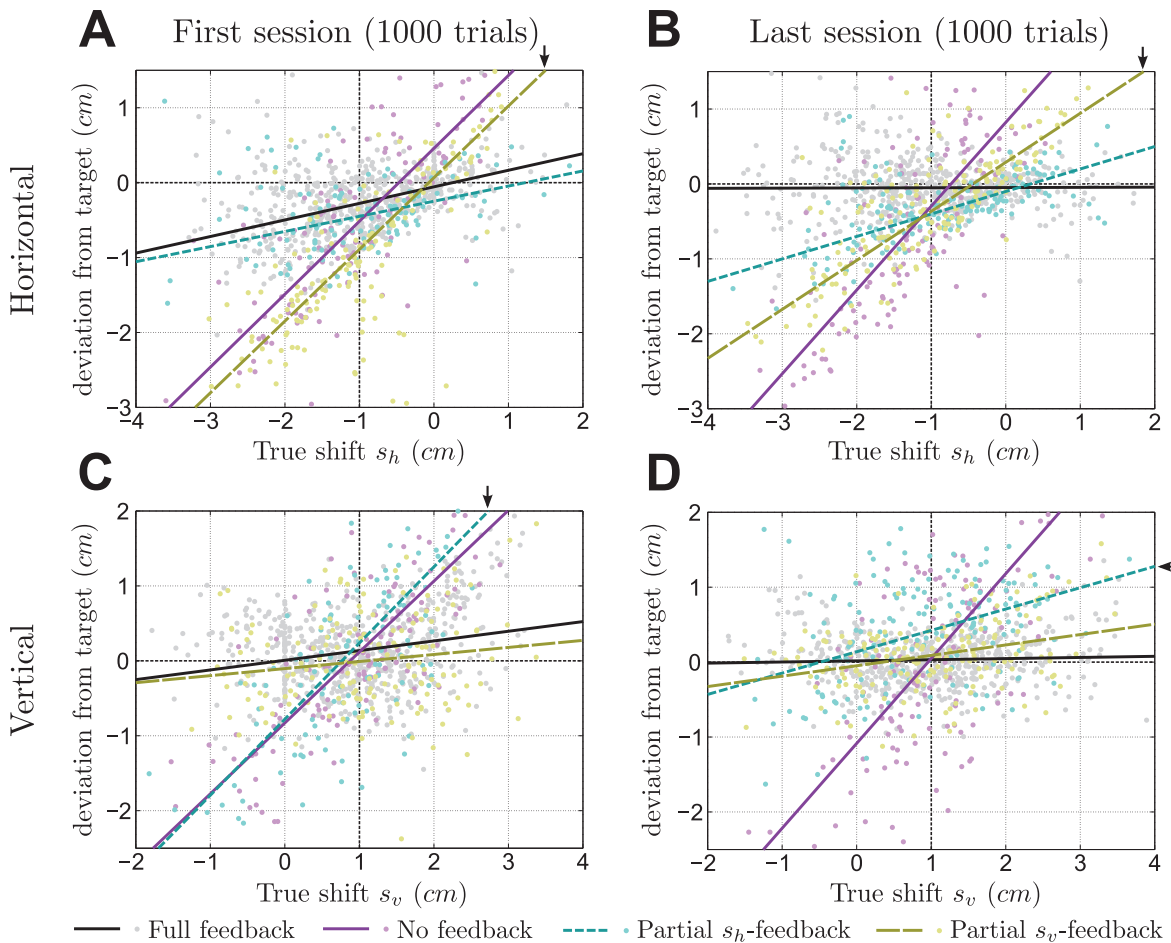 A First session (1000 trials)
B Last session (1000 trials)
Horizontal
deviation from target (cm)
1
0
−1
−2
−3
−4 −3 −2 −1 0 1 2
True shift s_h (cm)
deviation from target (cm)
1
0
−1
−2
−3
−4 −3 −2 −1 0 1 2
True shift s_h (cm)
C
D
Vertical
deviation from target (cm)
2
1
0
−1
−2
−2 −1 0 1 2 3 4
True shift s_v (cm)
deviation from target (cm)
2
1
0
−1
−2
−2 −1 0 1 2 3 4
True shift s_v (cm)
Full feedback No feedback Partial s_h-feedback Partial s_v-feedback